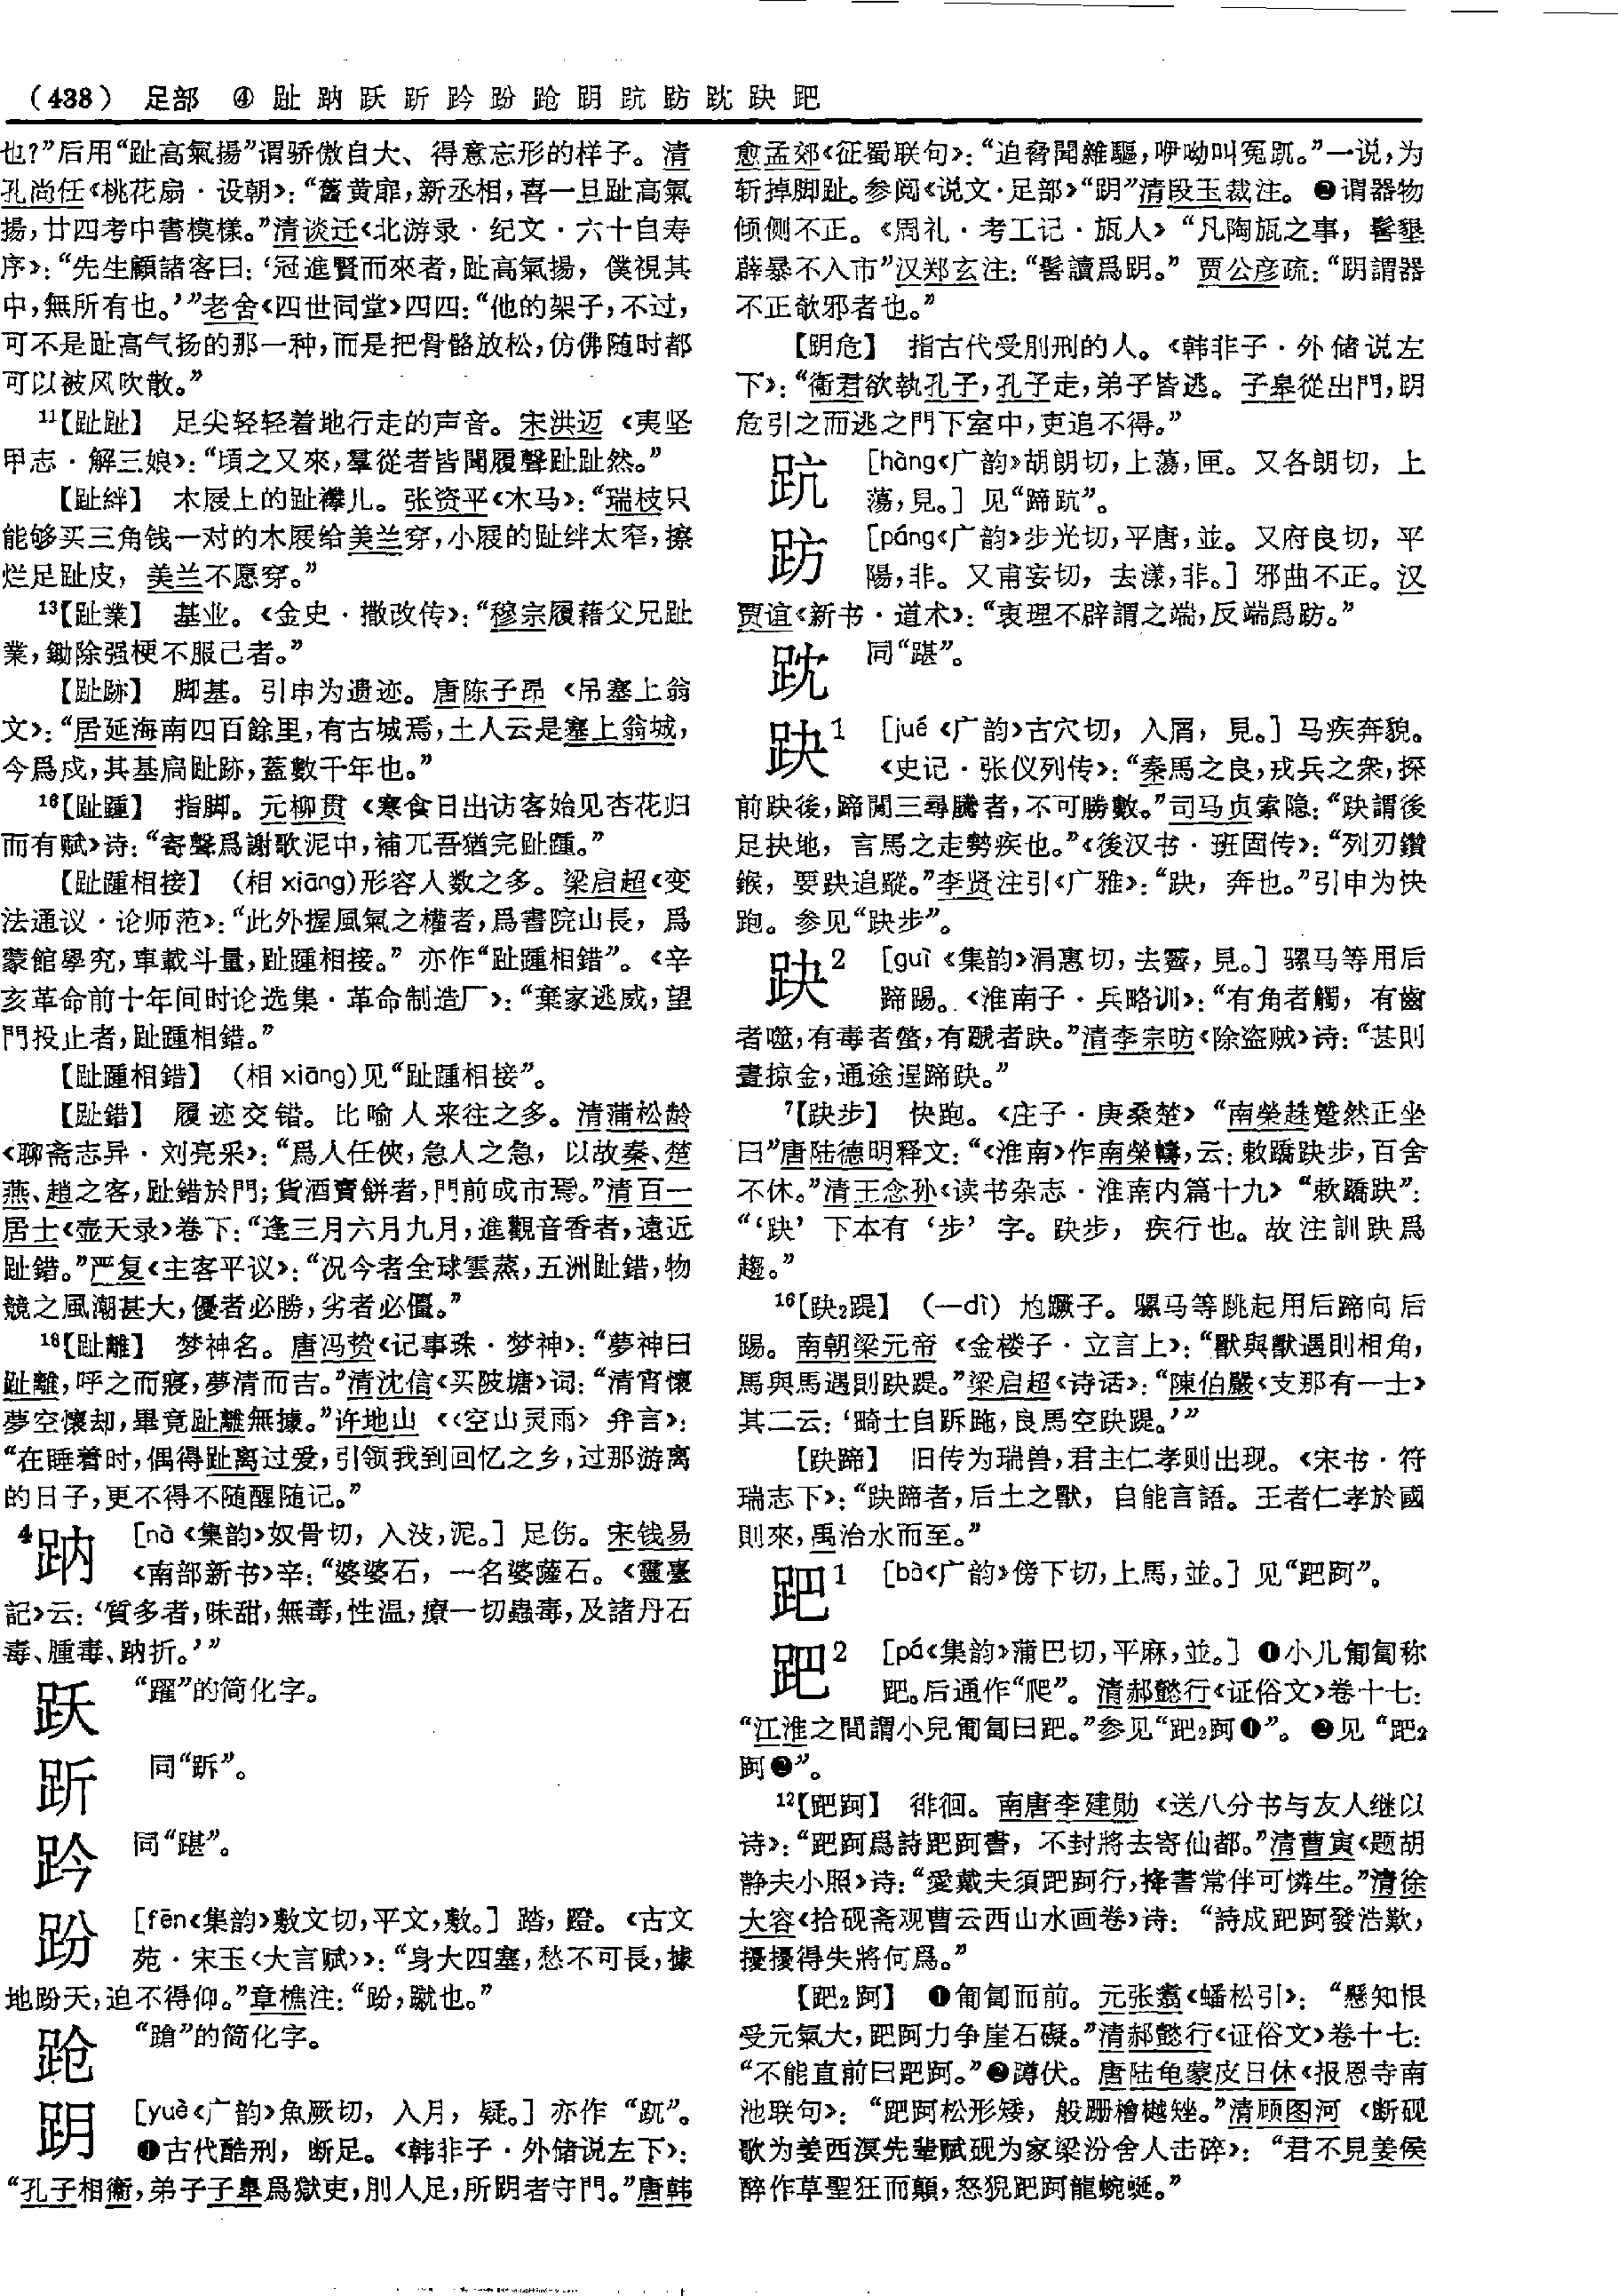 (438) 足部 ④ 趾 䟜 跃 䟚 趻 䟛 跄 跀 䟘 趽 𧿒 趹 䟦
也?”后用“趾高氣揚”谓骄傲自大、得意忘形的样子。清
孔尚任《桃花扇·设朝》:“舊黄扉,新丞相,喜一旦趾高氣
揚,廿四考中書模樣。”清谈迁《北游录·纪文·六十自寿
序》:“先生顧諸客曰:‘冠進賢而來者,趾高氣揚,僕視其
中,無所有也。’”老舍《四世同堂》四四:“他的架子,不过,
可不是趾高气扬的那一种,而是把骨骼放松,仿佛随时都
可以被风吹散。”
11【趾趾】 足尖轻轻着地行走的声音。宋洪迈《夷坚
甲志·解三娘》:“頃之又來,羣從者皆聞履聲趾趾然。”
【趾絆】 木屐上的趾襻儿。张资平《木马》:“瑞枝只
能够买三角钱一对的木屐给美兰穿,小屐的趾绊太窄,擦
烂足趾皮,美兰不愿穿。”
13【趾業】 基业。《金史·撒改传》:“穆宗履藉父兄趾
業,鋤除强梗不服己者。”
【趾跡】 脚基。引申为遗迹。唐陈子昂《吊塞上翁
文》:“居延海南四百餘里,有古城焉,土人云是塞上翁城,
今爲戍,其基扃趾跡,蓋數千年也。”
16【趾踵】 指脚。元柳贯《寒食日出访客始见杏花归
而有赋》诗:“寄聲爲謝歌泥中,補兀吾猶完趾踵。”
【趾踵相接】 (相 xiāng)形容人数之多。梁启超《变
法通议·论师范》:“此外握風氣之權者,爲書院山長,爲
蒙館學究,車載斗量,趾踵相接。”亦作“趾踵相錯”。《辛
亥革命前十年间时论选集·革命制造厂》:“棄家逃威,望
門投止者,趾踵相錯。”
【趾踵相錯】 (相 xiāng)见“趾踵相接”。
【趾錯】 履迹交错。比喻人来往之多。清蒲松龄
《聊斋志异·刘亮采》:“爲人任俠,急人之急,以故秦、楚
燕、趙之客,趾錯於門;貨酒賣餅者,門前成市焉。”清百一
居士《壶天录》卷下:“逢三月六月九月,進觀音香者,遠近
趾錯。”严复《主客平议》:“况今者全球雲蒸,五洲趾錯,物
競之風潮甚大,優者必勝,劣者必僵。”
18【趾離】 梦神名。唐冯贽《记事珠·梦神》:“夢神曰
趾離,呼之而寢,夢清而吉。”清沈信《买陂塘》词:“清宵懷
夢空懷却,畢竟趾離無據。”许地山《〈空山灵雨〉弁言》:
“在睡着时,偶得趾离过爱,引领我到回忆之乡,过那游离
的日子,更不得不随醒随记。”
4䟜 [nà《集韵》奴骨切,入没,泥。] 足伤。宋钱易
《南部新书》辛:“婆婆石,一名婆薩石。《靈臺
記》云:‘質多者,味甜,無毒,性温,療一切蟲毒,及諸丹石
毒、腫毒、䟜折。’”
跃 “躍”的简化字。
䟚 同“跅”。
趻 同“踸”。
䟛 [fēn《集韵》敷文切,平文,敷。] 踏,蹬。《古文
苑·宋玉〈大言赋〉》:“身大四塞,愁不可長,據
地䟛天,迫不得仰。”章樵注:“䟛,蹴也。”
跄 “蹌”的简化字。
跀 [yuè《广韵》魚厥切,入月,疑。] 亦作“𧿁”。
❶古代酷刑,断足。《韩非子·外储说左下》:
“孔子相衞,弟子子臯爲獄吏,刖人足,所跀者守門。”唐韩
愈孟郊《征蜀联句》:“迫脅聞雜驅,咿呦叫冤𧿁。”一说,为
斩掉脚趾。参阅《说文·足部》“跀”清段玉裁注。❷谓器物
倾侧不正。《周礼·考工记·瓬人》“凡陶瓬之事,髺墾
薜暴不入市”汉郑玄注:“髺讀爲跀。”贾公彦疏:“跀謂器
不正欹邪者也。”
【跀危】 指古代受刖刑的人。《韩非子·外储说左
下》:“衞君欲執孔子,孔子走,弟子皆逃。子臯從出門,跀
危引之而逃之門下室中,吏追不得。”
䟘 [hàng《广韵》胡朗切,上蕩,匣。又各朗切,上
蕩,見。] 见“蹄䟘”。
趽 [páng《广韵》步光切,平唐,並。又府良切,平
陽,非。又甫妄切,去漾,非。] 邪曲不正。汉
贾谊《新书·道术》:“衷理不辟謂之端,反端爲趽。”
𧿒 同“踸”。
趹1 [jué《广韵》古穴切,入屑,見。] 马疾奔貌。
《史记·张仪列传》:“秦馬之良,戎兵之衆,探
前趹後,蹄閒三尋騰者,不可勝數。”司马贞索隐:“趹謂後
足抉地,言馬之走勢疾也。”《後汉书·班固传》:“列刃鑽
鍭,要趹追蹤。”李贤注引《广雅》:“趹,奔也。”引申为快
跑。参见“趹步”。
趹2 [guì《集韵》涓惠切,去霽,見。] 骡马等用后
蹄踢。《淮南子·兵略训》:“有角者觸,有齒
者噬,有毒者螫,有蹏者趹。”清李宗昉《除盗贼》诗:“甚則
晝掠金,通途逞蹄趹。”
7【趹步】 快跑。《庄子·庚桑楚》“南榮趎蹵然正坐
曰”唐陆德明释文:“《淮南》作南榮幬,云:敕蹻趹步,百舍
不休。”清王念孙《读书杂志·淮南内篇十九》“敕蹻趹”:
“‘趹’下本有‘步’字。趹步,疾行也。故注訓趹爲
趨。”
16【趹2踶】 (—dì)尥蹶子。骡马等跳起用后蹄向后
踢。南朝梁元帝《金楼子·立言上》:“獸與獸遇則相角,
馬與馬遇則趹踶。”梁启超《诗话》:“陳伯嚴《支那有一士》
其二云:‘畸士自跅跎,良馬空趹踶。’”
【趹蹄】 旧传为瑞兽,君主仁孝则出现。《宋书·符
瑞志下》:“趹蹄者,后土之獸,自能言語。王者仁孝於國
則來,禹治水而至。”
䟦1 [bà《广韵》傍下切,上馬,並。] 见“䟦跒”。
䟦2 [pá《集韵》蒲巴切,平麻,並。] ❶小儿匍匐称
䟦。后通作“爬”。清郝懿行《证俗文》卷十七:
“江淮之間謂小兒匍匐曰䟦。”参见“䟦2跒❶”。❷见“䟦2
跒❷”。
12【䟦跒】 徘徊。南唐李建勋《送八分书与友人继以
诗》:“䟦跒爲詩䟦跒書,不封將去寄仙都。”清曹寅《题胡
静夫小照》诗:“愛戴夫須䟦跒行,擁書常伴可憐生。”清徐
大容《拾砚斋观曹云西山水画卷》诗:“詩成䟦跒發浩歎,
擾擾得失將何爲。”
【䟦2跒】 ❶匍匐而前。元张翥《蟠松引》:“懸知恨
受元氣大,䟦跒力争崖石礙。”清郝懿行《证俗文》卷十七:
“不能直前曰䟦跒。”❷蹲伏。唐陆龟蒙皮日休《报恩寺南
池联句》:“䟦跒松形矮,般跚檜樾矬。”清顾图河《断砚
歌为姜西溟先辈赋砚为家梁汾舍人击碎》:“君不見姜侯
醉作草聖狂而顛,怒猊䟦跒龍蜿蜒。”